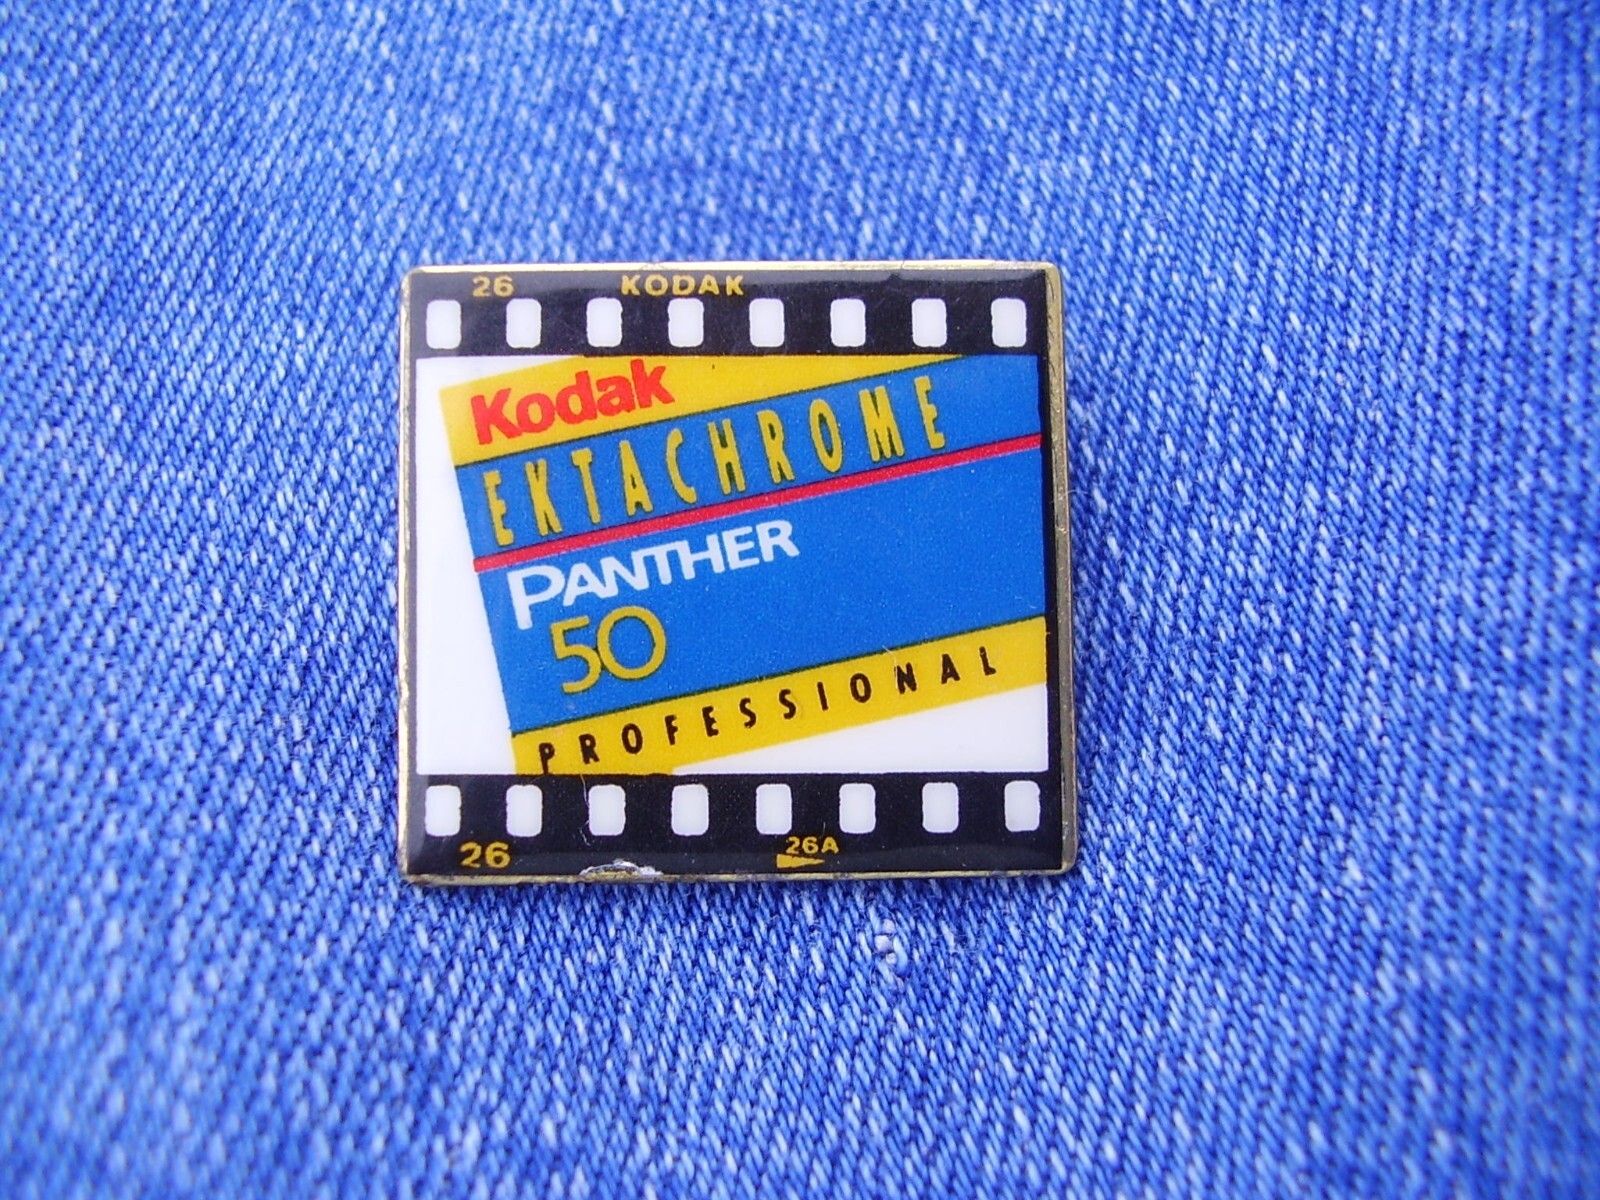 26 KODAK
Kodak
EKTACHROME
PANTHER
50
PROFESSIONAL
26 26A